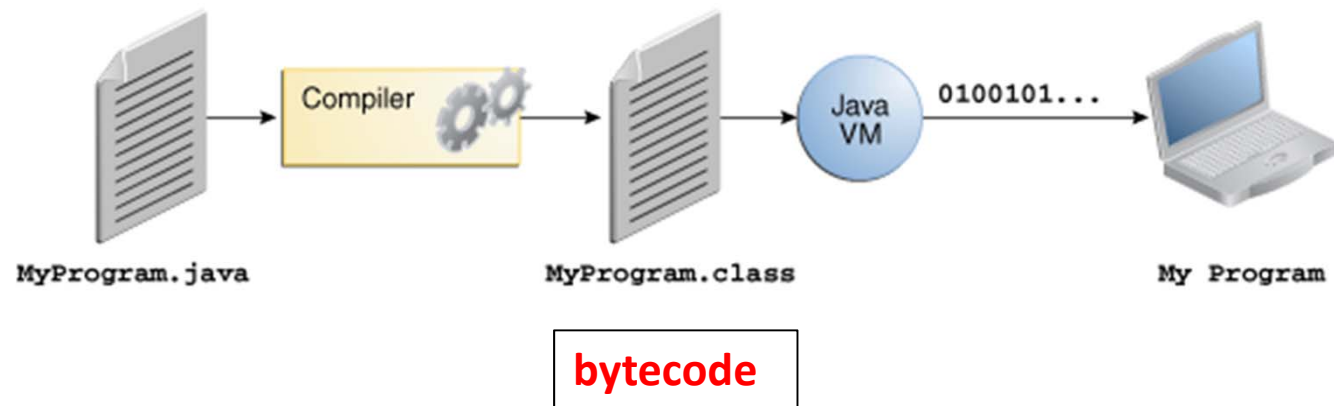 Compiler
Java
VM
0100101...
MyProgram.java
MyProgram.class
My Program
bytecode